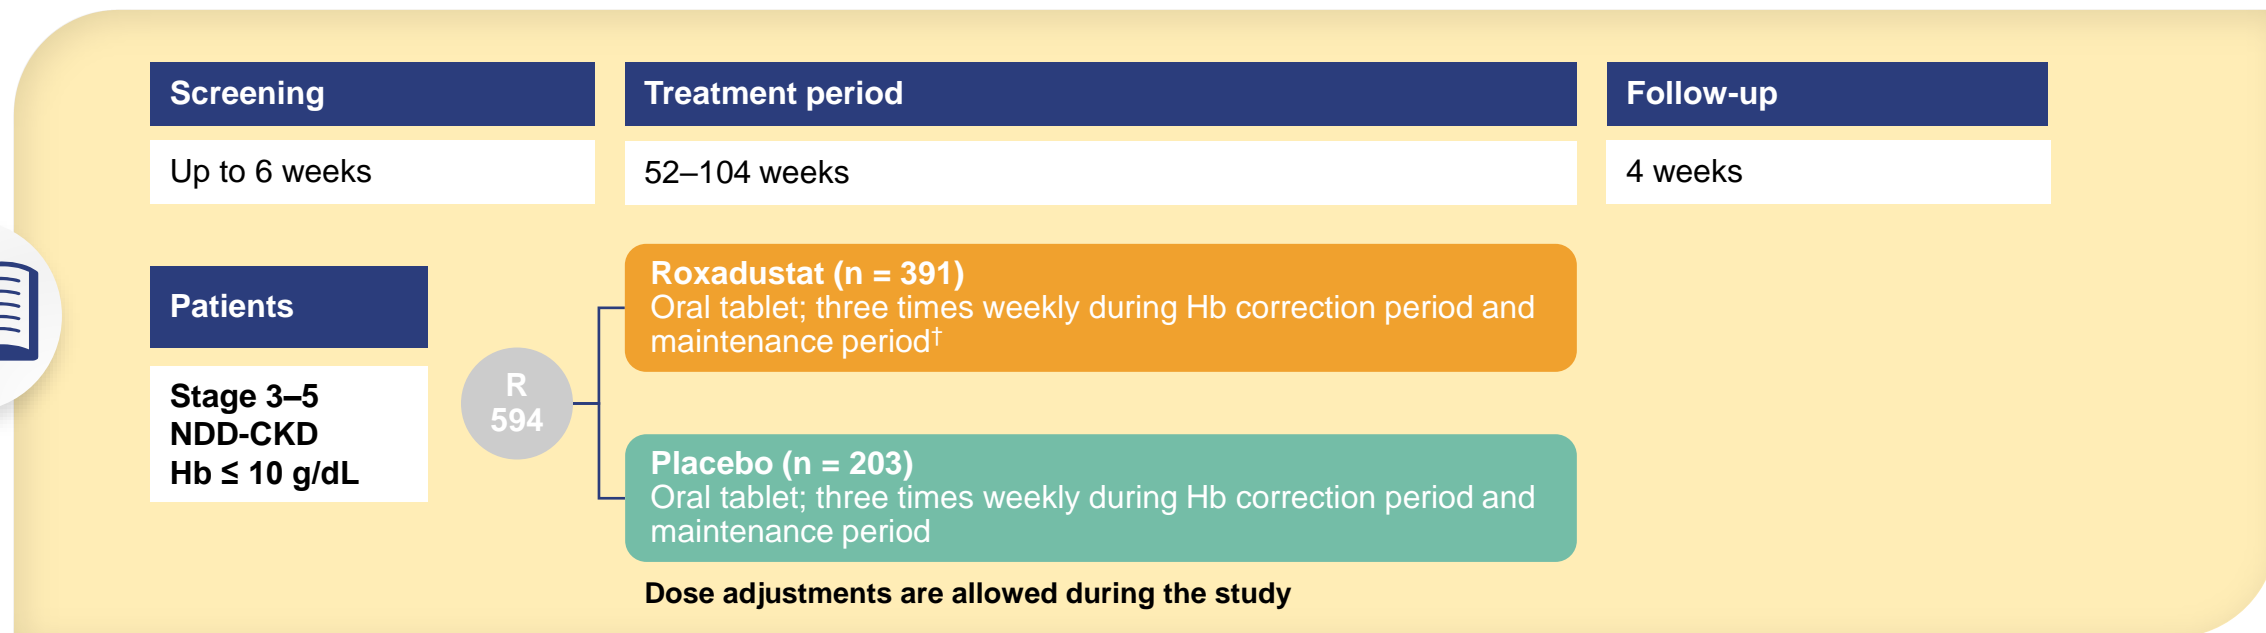 Screening
Treatment period
Follow-up
Up to 6 weeks
52–104 weeks
4 weeks
Patients
Stage 3–5
NDD-CKD
Hb ≤ 10 g/dL
R
594
Roxadustat (n = 391)
Oral tablet; three times weekly during Hb correction period and
maintenance period†
Placebo (n = 203)
Oral tablet; three times weekly during Hb correction period and
maintenance period
Dose adjustments are allowed during the study